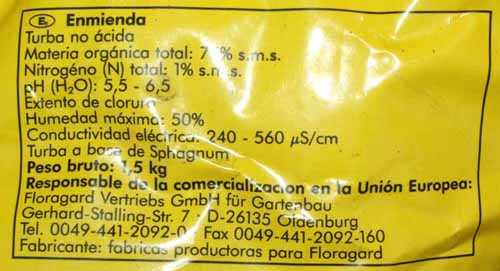 E Enmienda
Turba no ácida
Materia orgánica total: % s.m.s.
Nitrogéno (N) total: 1% s.m.s.
pH (H₂O): 5,5 - 6,5
Extento de cloruro
Humedad máxima: 50%
Conductividad eléctrica: 240 - 560 µS/cm
Turba a base de Sphagnum
Peso bruto: 1,5 kg
Responsable de la comercialización en la Unión Europea:
Floragard Vertriebs GmbH für Gartenbau
Gerhard-Stalling-Str. 7 · D-26135 Oldenburg
Tel. 0049-441-2092-0 Fax 0049-441-2092-160
Fabricante: fabricas productoras para Floragard